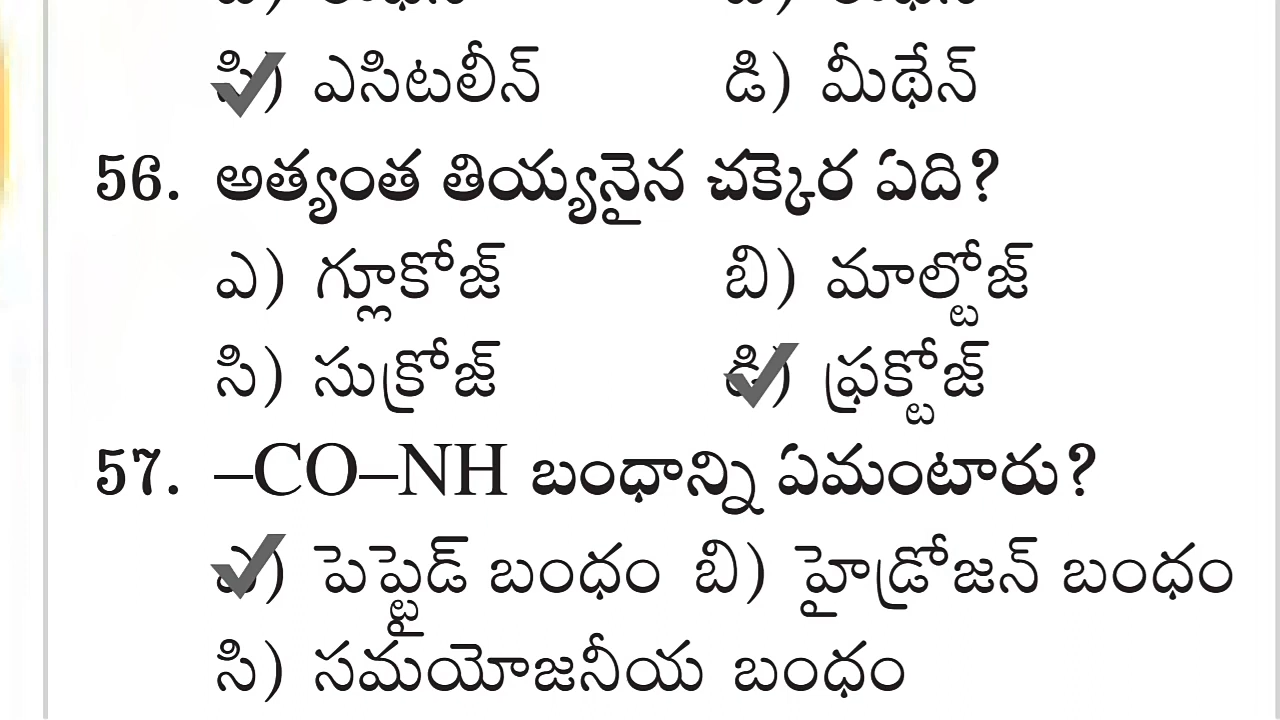 సి) ఎసిటలీన్ డి) మీథేన్
56. అత్యంత తియ్యనైన చక్కెర ఏది?
ఎ) గ్లూకోజ్ బి) మాల్టోజ్
సి) సుక్రోజ్ డి) ఫ్రక్టోజ్
57. –CO–NH బంధాన్ని ఏమంటారు?
ఎ) పెప్టైడ్ బంధం బి) హైడ్రోజన్ బంధం
సి) సమయోజనీయ బంధం